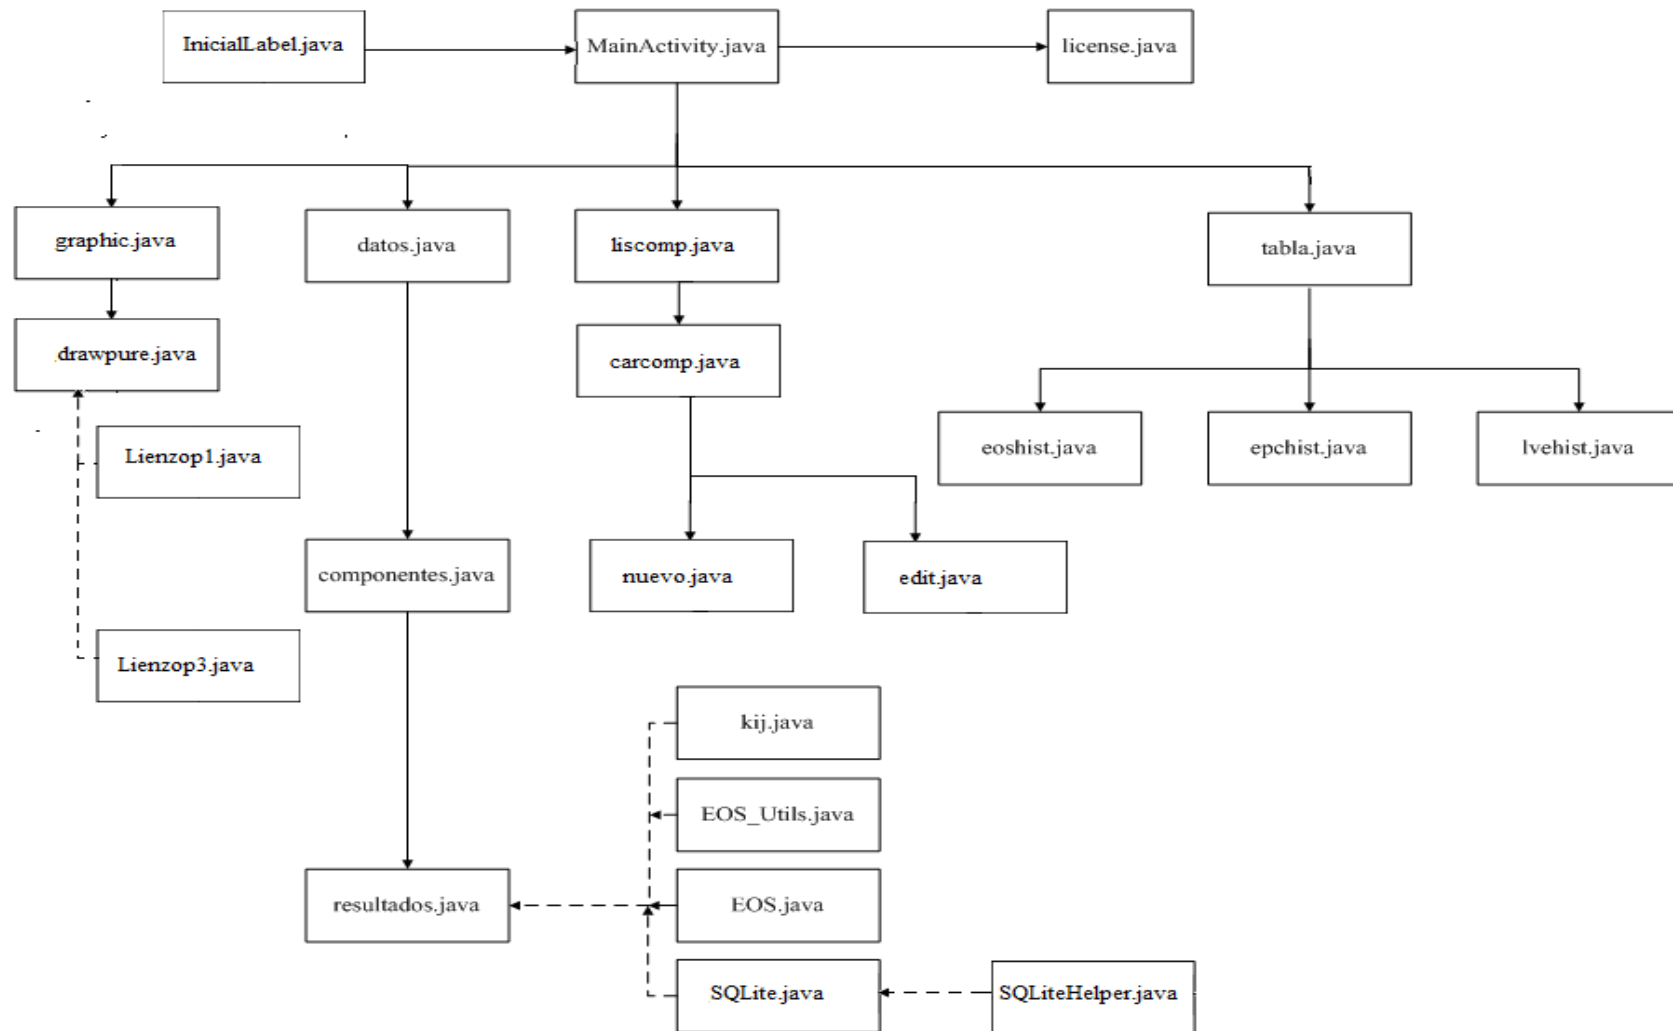 InicialLabel.java
MainActivity.java
license.java
graphic.java
datos.java
liscomp.java
tabla.java
drawpure.java
carcomp.java
eoshist.java
epchist.java
lvehist.java
Lienzop1.java
componentes.java
nuevo.java
edit.java
Lienzop3.java
kij.java
EOS_Utils.java
resultados.java
EOS.java
SQLite.java
SQLiteHelper.java